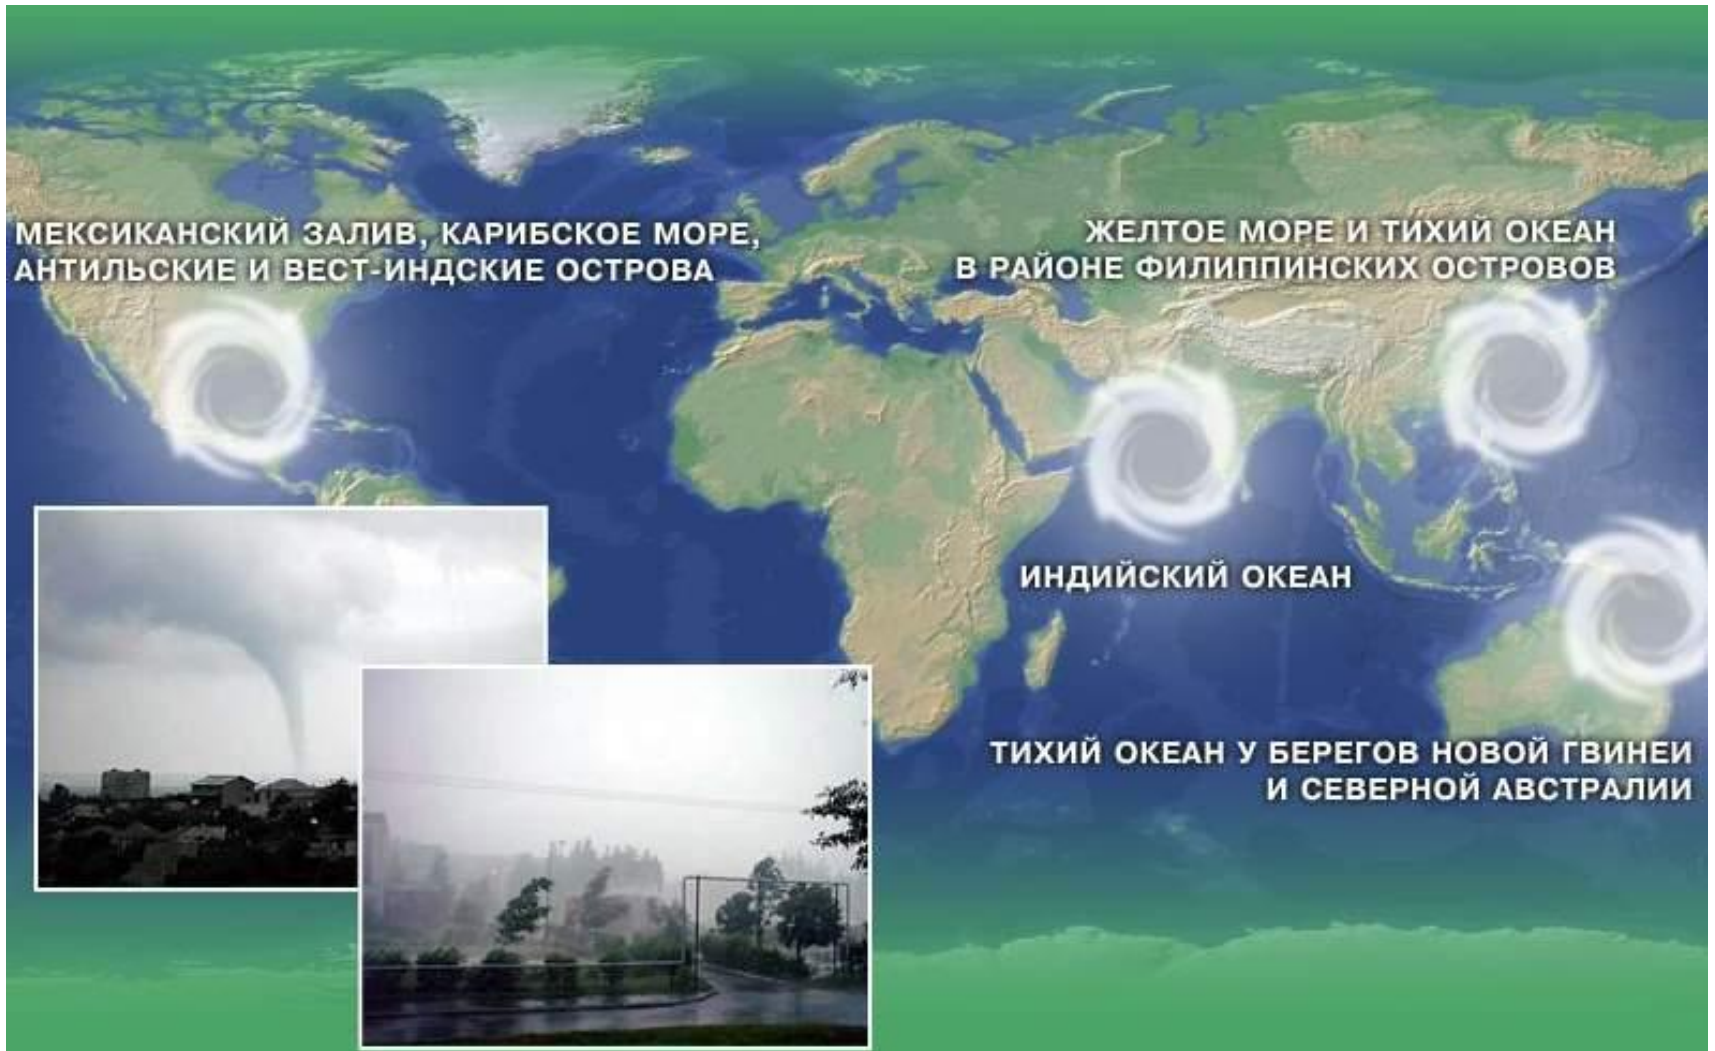 МЕКСИКАНСКИЙ ЗАЛИВ, КАРИБСКОЕ МОРЕ,
АНТИЛЬСКИЕ И ВЕСТ-ИНДСКИЕ ОСТРОВА
ЖЕЛТОЕ МОРЕ И ТИХИЙ ОКЕАН
В РАЙОНЕ ФИЛИППИНСКИХ ОСТРОВОВ
ИНДИЙСКИЙ ОКЕАН
ТИХИЙ ОКЕАН У БЕРЕГОВ НОВОЙ ГВИНЕИ
И СЕВЕРНОЙ АВСТРАЛИИ